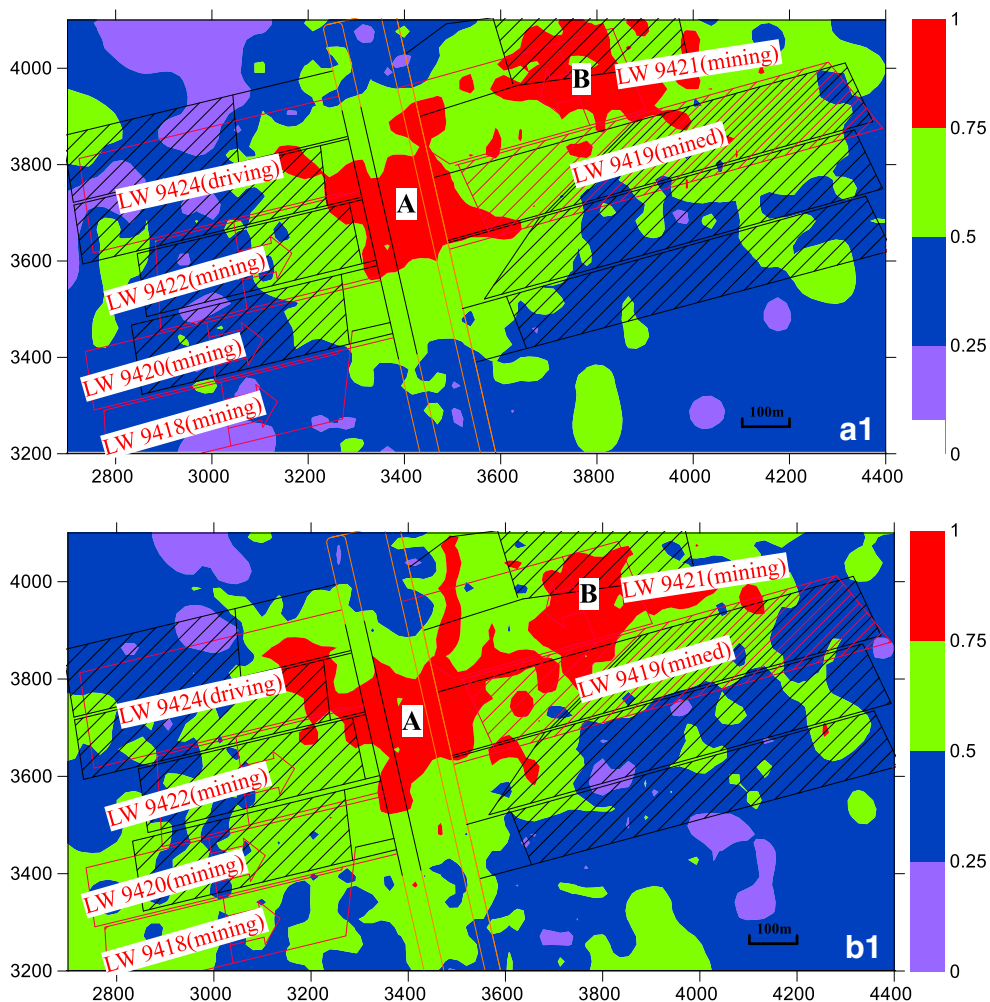 1
4000
B
LW 9421(mining)
0.75
3800
LW 9424(driving)
LW 9419(mined)
A
3600
LW 9422(mining)
0.5
3400
LW 9420(mining)
0.25
LW 9418(mining)
100m
a1
3200
0
2800 3000 3200 3400 3600 3800 4000 4200 4400
1
4000
B
LW 9421(mining)
0.75
3800
LW 9424(driving)
LW 9419(mined)
A
3600
LW 9422(mining)
0.5
3400
LW 9420(mining)
0.25
LW 9418(mining)
100m
b1
3200
0
2800 3000 3200 3400 3600 3800 4000 4200 4400